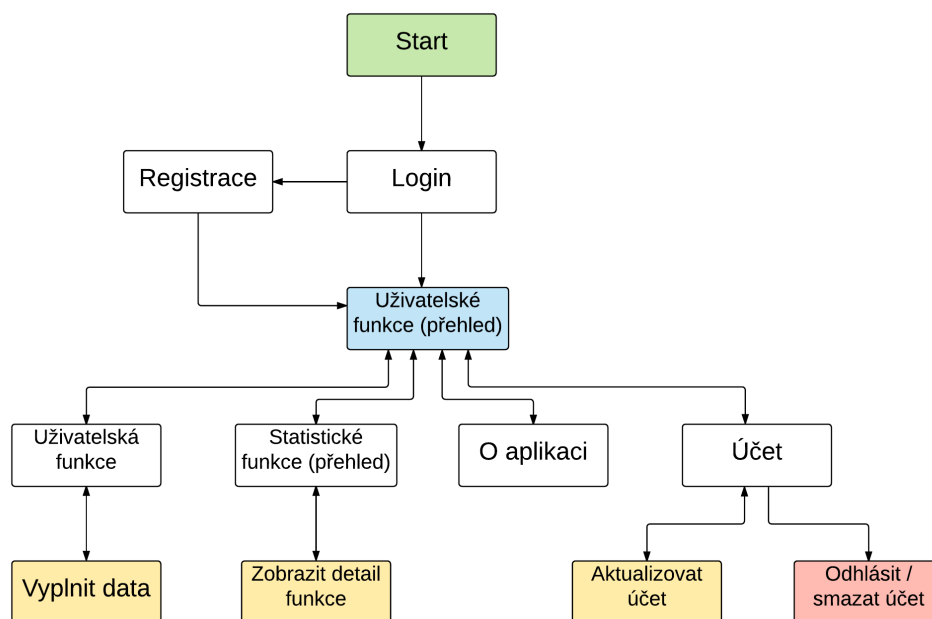 Start
Registrace
Login
Uživatelské
funkce (přehled)
Uživatelská
funkce
Statistické
funkce (přehled)
O aplikaci
Účet
Vyplnit data
Zobrazit detail
funkce
Aktualizovat
účet
Odhlásit /
smazat účet